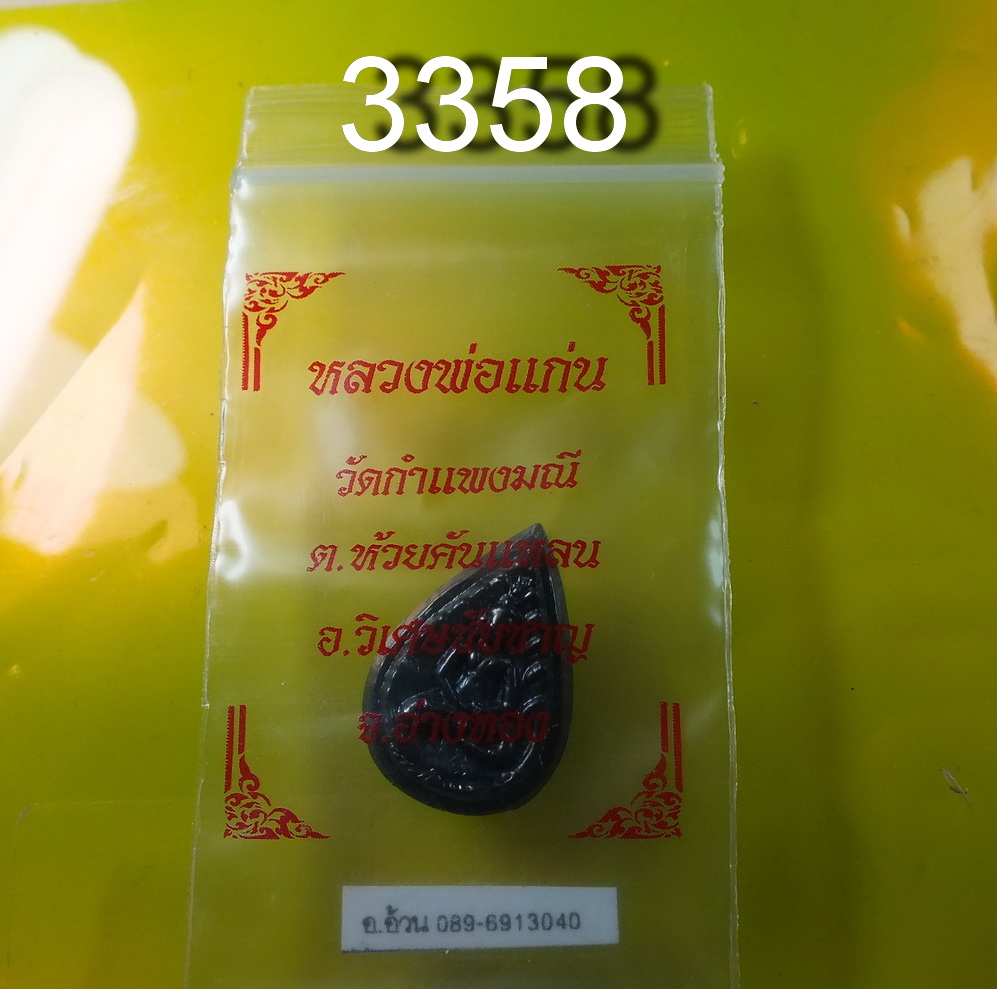 3358
หลวงพ่อแก่น
วัดกำแพงมณี
ต.ห้วยคันแหลน
อ.วิเศษชัยชาญ
จ.อ่างทอง
อ.อ้วน 089-6913040